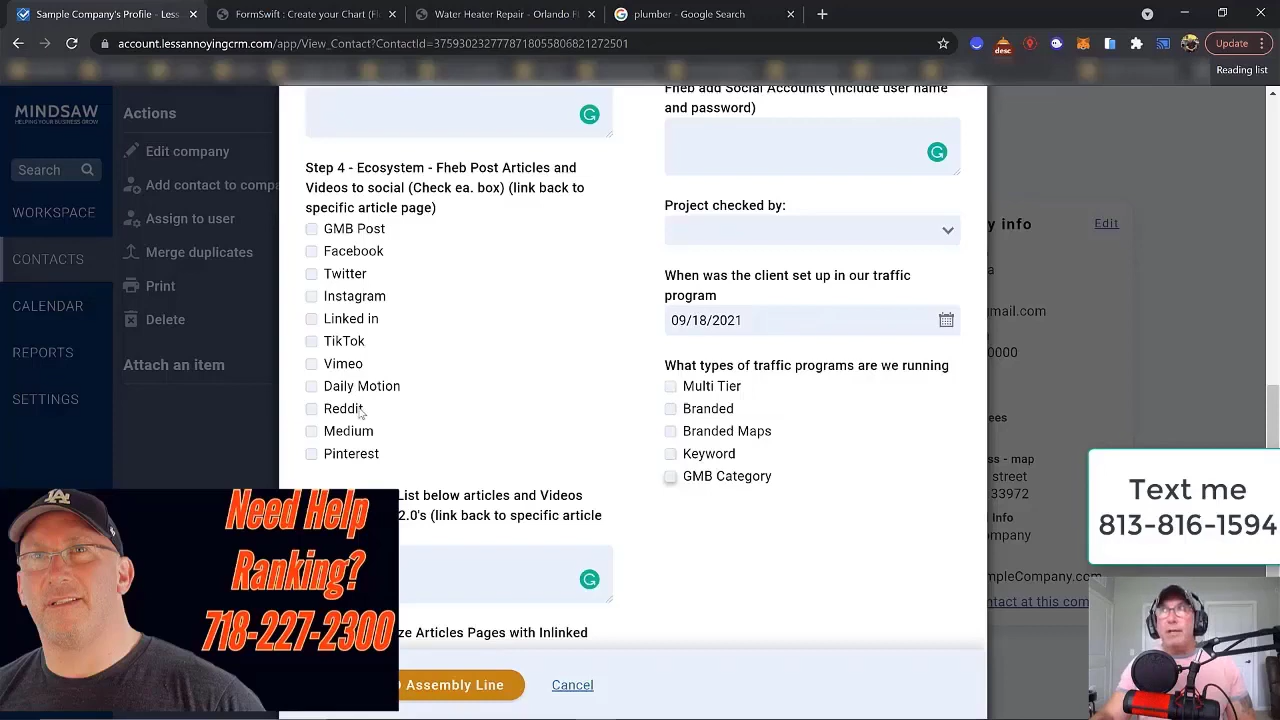 Sample Company's Profile - Less
FormSwift : Create your Chart (Fl
Water Heater Repair - Orlando Fl
plumber - Google Search
account.lessannoyingcrm.com/app/View_Contact?ContactId=3759302327778718055806821272501
Update
Reading list
MINDSAW
HELPING YOUR BUSINESS GROW
Search
WORKSPACE
CONTACTS
CALENDAR
REPORTS
SETTINGS
Actions
Edit company
Add contact to compa
Assign to user
Merge duplicates
Print
Delete
Attach an item
Step 4 - Ecosystem - Fheb Post Articles and
Videos to social (Check ea. box) (link back to
specific article page)
GMB Post
Facebook
Twitter
Instagram
Linked in
TikTok
Vimeo
Daily Motion
Reddit
Medium
Pinterest
List below articles and Videos
2.0's (link back to specific article
ze Articles Pages with Inlinked
Assembly Line
Cancel
Fheb add Social Accounts (Include user name
and password)
Project checked by:
When was the client set up in our traffic
program
09/18/2021
What types of traffic programs are we running
Multi Tier
Branded
Branded Maps
Keyword
GMB Category
y info
Edit
a
mail.com
0000
ees
ss - map
street
33972
Info
ompany
mpleCompany.com
ntact at this com
Need Help
Ranking?
718-227-2300
Text me
813-816-1594